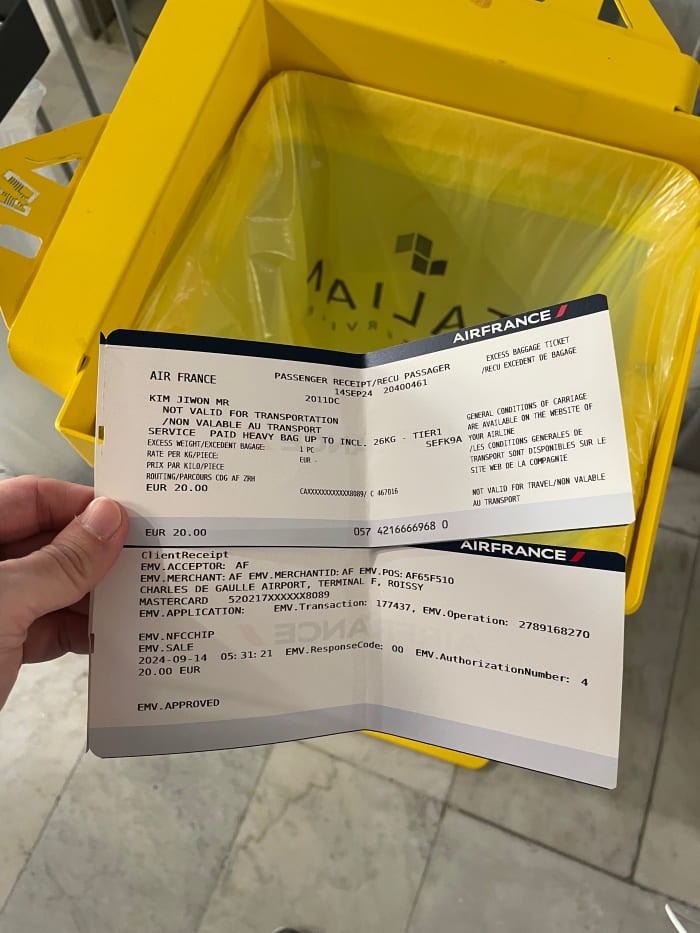 AIRFRANCE
AIR FRANCE
PASSENGER RECEIPT/RECU PASSAGER
14SEP24 20400461
2011DC
EXCESS BAGGAGE TICKET
/RECU EXCEDENT DE BAGAGE
KIM JIWON MR
NOT VALID FOR TRANSPORTATION
/NON VALABLE AU TRANSPORT
SERVICE PAID HEAVY BAG UP TO INCL. 26KG - TIER1
SEFK9A
EXCESS WEIGHT/EXCEDENT BAGAGE: 1 PC
RATE PER KG/PIECE: EUR -
PRIX PAR KILO/PIECE
ROUTING/PARCOURS CDG AF ZRH
EUR 20.00
CAXXXXXXXXXXXX8089/ C 467016
GENERAL CONDITIONS OF CARRIAGE
ARE AVAILABLE ON THE WEBSITE OF
YOUR AIRLINE
/LES CONDITIONS GENERALES DE
TRANSPORT SONT DISPONIBLES SUR LE
SITE WEB DE LA COMPAGNIE
NOT VALID FOR TRAVEL/NON VALABLE
AU TRANSPORT
EUR 20.00
057 4216666968 0
AIRFRANCE
ClientReceipt
EMV.ACCEPTOR: AF
EMV.MERCHANT: AF EMV.MERCHANTID: AF EMV.POS: AF65F510
CHARLES DE GAULLE AIRPORT, TERMINAL F, ROISSY
MASTERCARD 520217XXXXXX8089
EMV.APPLICATION: EMV.Transaction: 177437, EMV.Operation: 2789168270
EMV.NFCCHIP
EMV.SALE
2024-09-14 05:31:21 EMV.ResponseCode: 00 EMV.AuthorizationNumber: 4
20.00 EUR
EMV.APPROVED